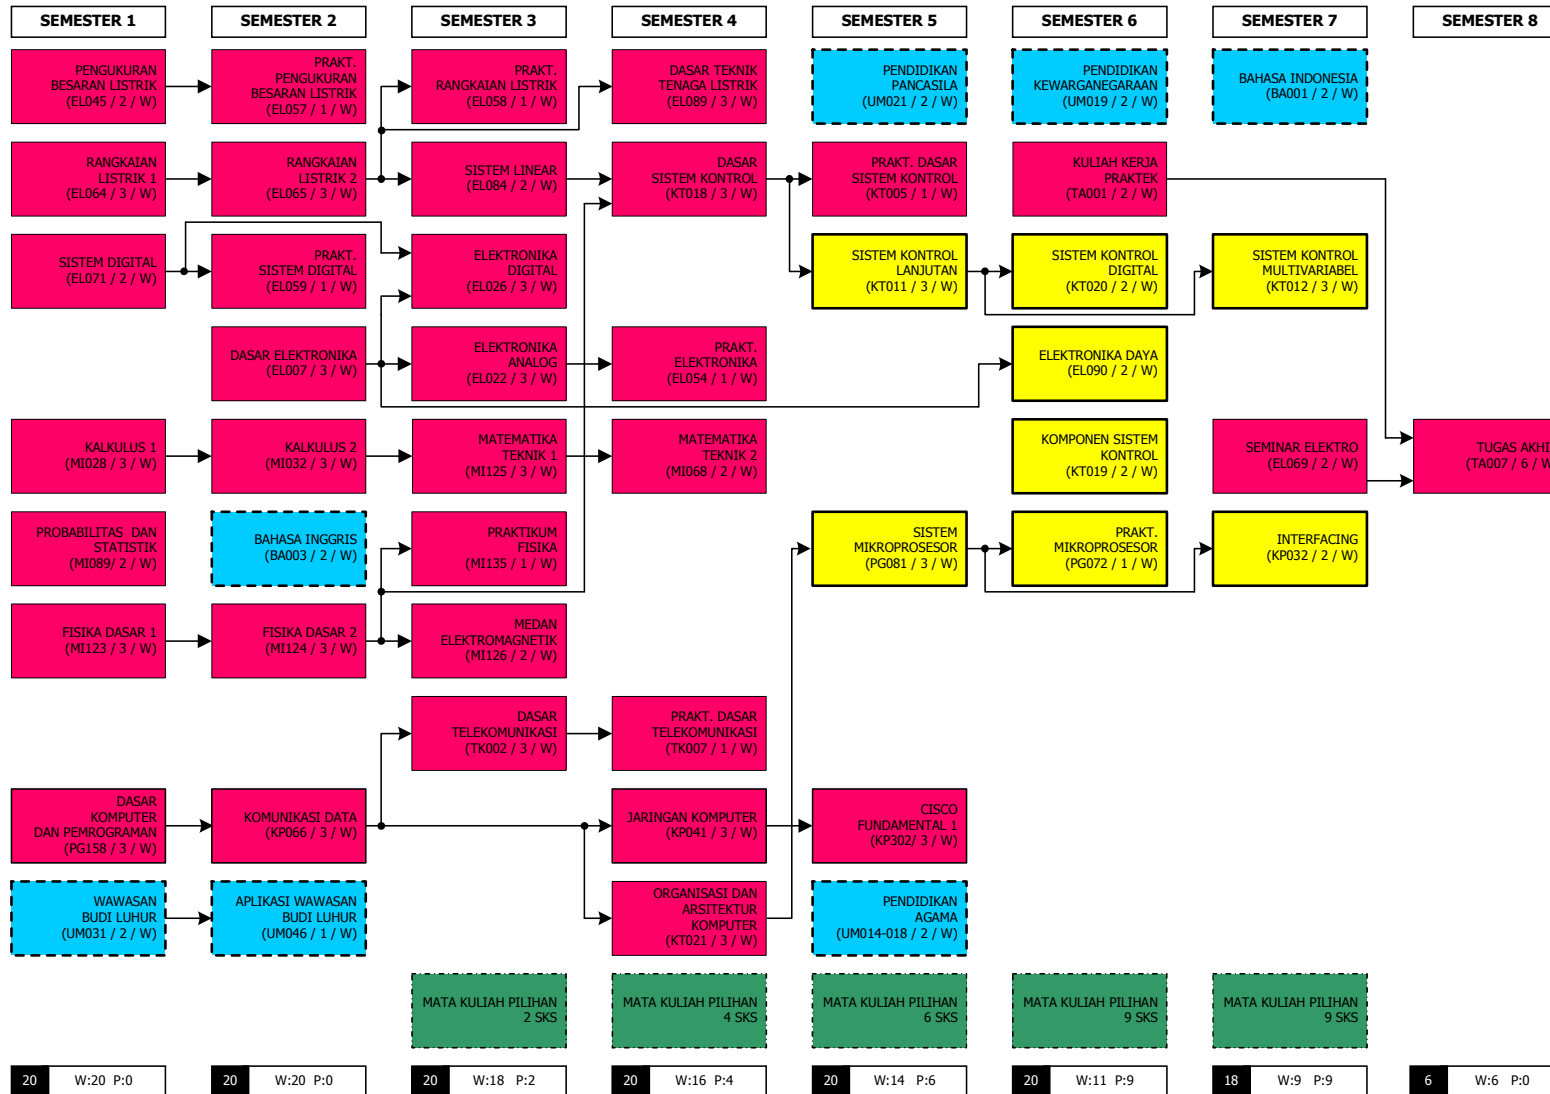 SEMESTER 1
SEMESTER 2
SEMESTER 3
SEMESTER 4
SEMESTER 5
SEMESTER 6
SEMESTER 7
SEMESTER 8
PENGUKURAN
BESARAN LISTRIK
(EL045 / 2 / W)
PRAKT.
PENGUKURAN
BESARAN LISTRIK
(EL057 / 1 / W)
PRAKT.
RANGKAIAN LISTRIK
(EL058 / 1 / W)
DASAR TEKNIK
TENAGA LISTRIK
(EL089 / 3 / W)
PENDIDIKAN
PANCASILA
(UM021 / 2 / W)
PENDIDIKAN
KEWARGANEGARAAN
(UM019 / 2 / W)
BAHASA INDONESIA
(BA001 / 2 / W)
RANGKAIAN
LISTRIK 1
(EL064 / 3 / W)
RANGKAIAN
LISTRIK 2
(EL065 / 3 / W)
SISTEM LINEAR
(EL084 / 2 / W)
DASAR
SISTEM KONTROL
(KT018 / 3 / W)
PRAKT. DASAR
SISTEM KONTROL
(KT005 / 1 / W)
KULIAH KERJA
PRAKTEK
(TA001 / 2 / W)
SISTEM DIGITAL
(EL071 / 2 / W)
PRAKT.
SISTEM DIGITAL
(EL059 / 1 / W)
ELEKTRONIKA
DIGITAL
(EL026 / 3 / W)
SISTEM KONTROL
LANJUTAN
(KT011 / 3 / W)
SISTEM KONTROL
DIGITAL
(KT020 / 2 / W)
SISTEM KONTROL
MULTIVARIABEL
(KT012 / 3 / W)
DASAR ELEKTRONIKA
(EL007 / 3 / W)
ELEKTRONIKA
ANALOG
(EL022 / 3 / W)
PRAKT.
ELEKTRONIKA
(EL054 / 1 / W)
ELEKTRONIKA DAYA
(EL090 / 2 / W)
KALKULUS 1
(MI028 / 3 / W)
KALKULUS 2
(MI032 / 3 / W)
MATEMATIKA
TEKNIK 1
(MI125 / 3 / W)
MATEMATIKA
TEKNIK 2
(MI068 / 2 / W)
KOMPONEN SISTEM
KONTROL
(KT019 / 2 / W)
SEMINAR ELEKTRO
(EL069 / 2 / W)
TUGAS AKHI
(TA007 / 6 / W
PROBABILITAS DAN
STATISTIK
(MI089/ 2 / W)
BAHASA INGGRIS
(BA003 / 2 / W)
PRAKTIKUM
FISIKA
(MI135 / 1 / W)
SISTEM
MIKROPROSESOR
(PG081 / 3 / W)
PRAKT.
MIKROPROSESOR
(PG072 / 1 / W)
INTERFACING
(KP032 / 2 / W)
FISIKA DASAR 1
(MI123 / 3 / W)
FISIKA DASAR 2
(MI124 / 3 / W)
MEDAN
ELEKTROMAGNETIK
(MI126 / 2 / W)
DASAR
TELEKOMUNIKASI
(TK002 / 3 / W)
PRAKT. DASAR
TELEKOMUNIKASI
(TK007 / 1 / W)
DASAR
KOMPUTER
DAN PEMROGRAMAN
(PG158 / 3 / W)
KOMUNIKASI DATA
(KP066 / 3 / W)
JARINGAN KOMPUTER
(KP041 / 3 / W)
CISCO
FUNDAMENTAL 1
(KP302/ 3 / W)
WAWASAN
BUDI LUHUR
(UM031 / 2 / W)
APLIKASI WAWASAN
BUDI LUHUR
(UM046 / 1 / W)
ORGANISASI DAN
ARSITEKTUR
KOMPUTER
(KT021 / 3 / W)
PENDIDIKAN
AGAMA
(UM014-018 / 2 / W)
MATA KULIAH PILIHAN
2 SKS
MATA KULIAH PILIHAN
4 SKS
MATA KULIAH PILIHAN
6 SKS
MATA KULIAH PILIHAN
9 SKS
MATA KULIAH PILIHAN
9 SKS
20 W:20 P:0
20 W:20 P:0
20 W:18 P:2
20 W:16 P:4
20 W:14 P:6
20 W:11 P:9
18 W:9 P:9
6 W:6 P:0